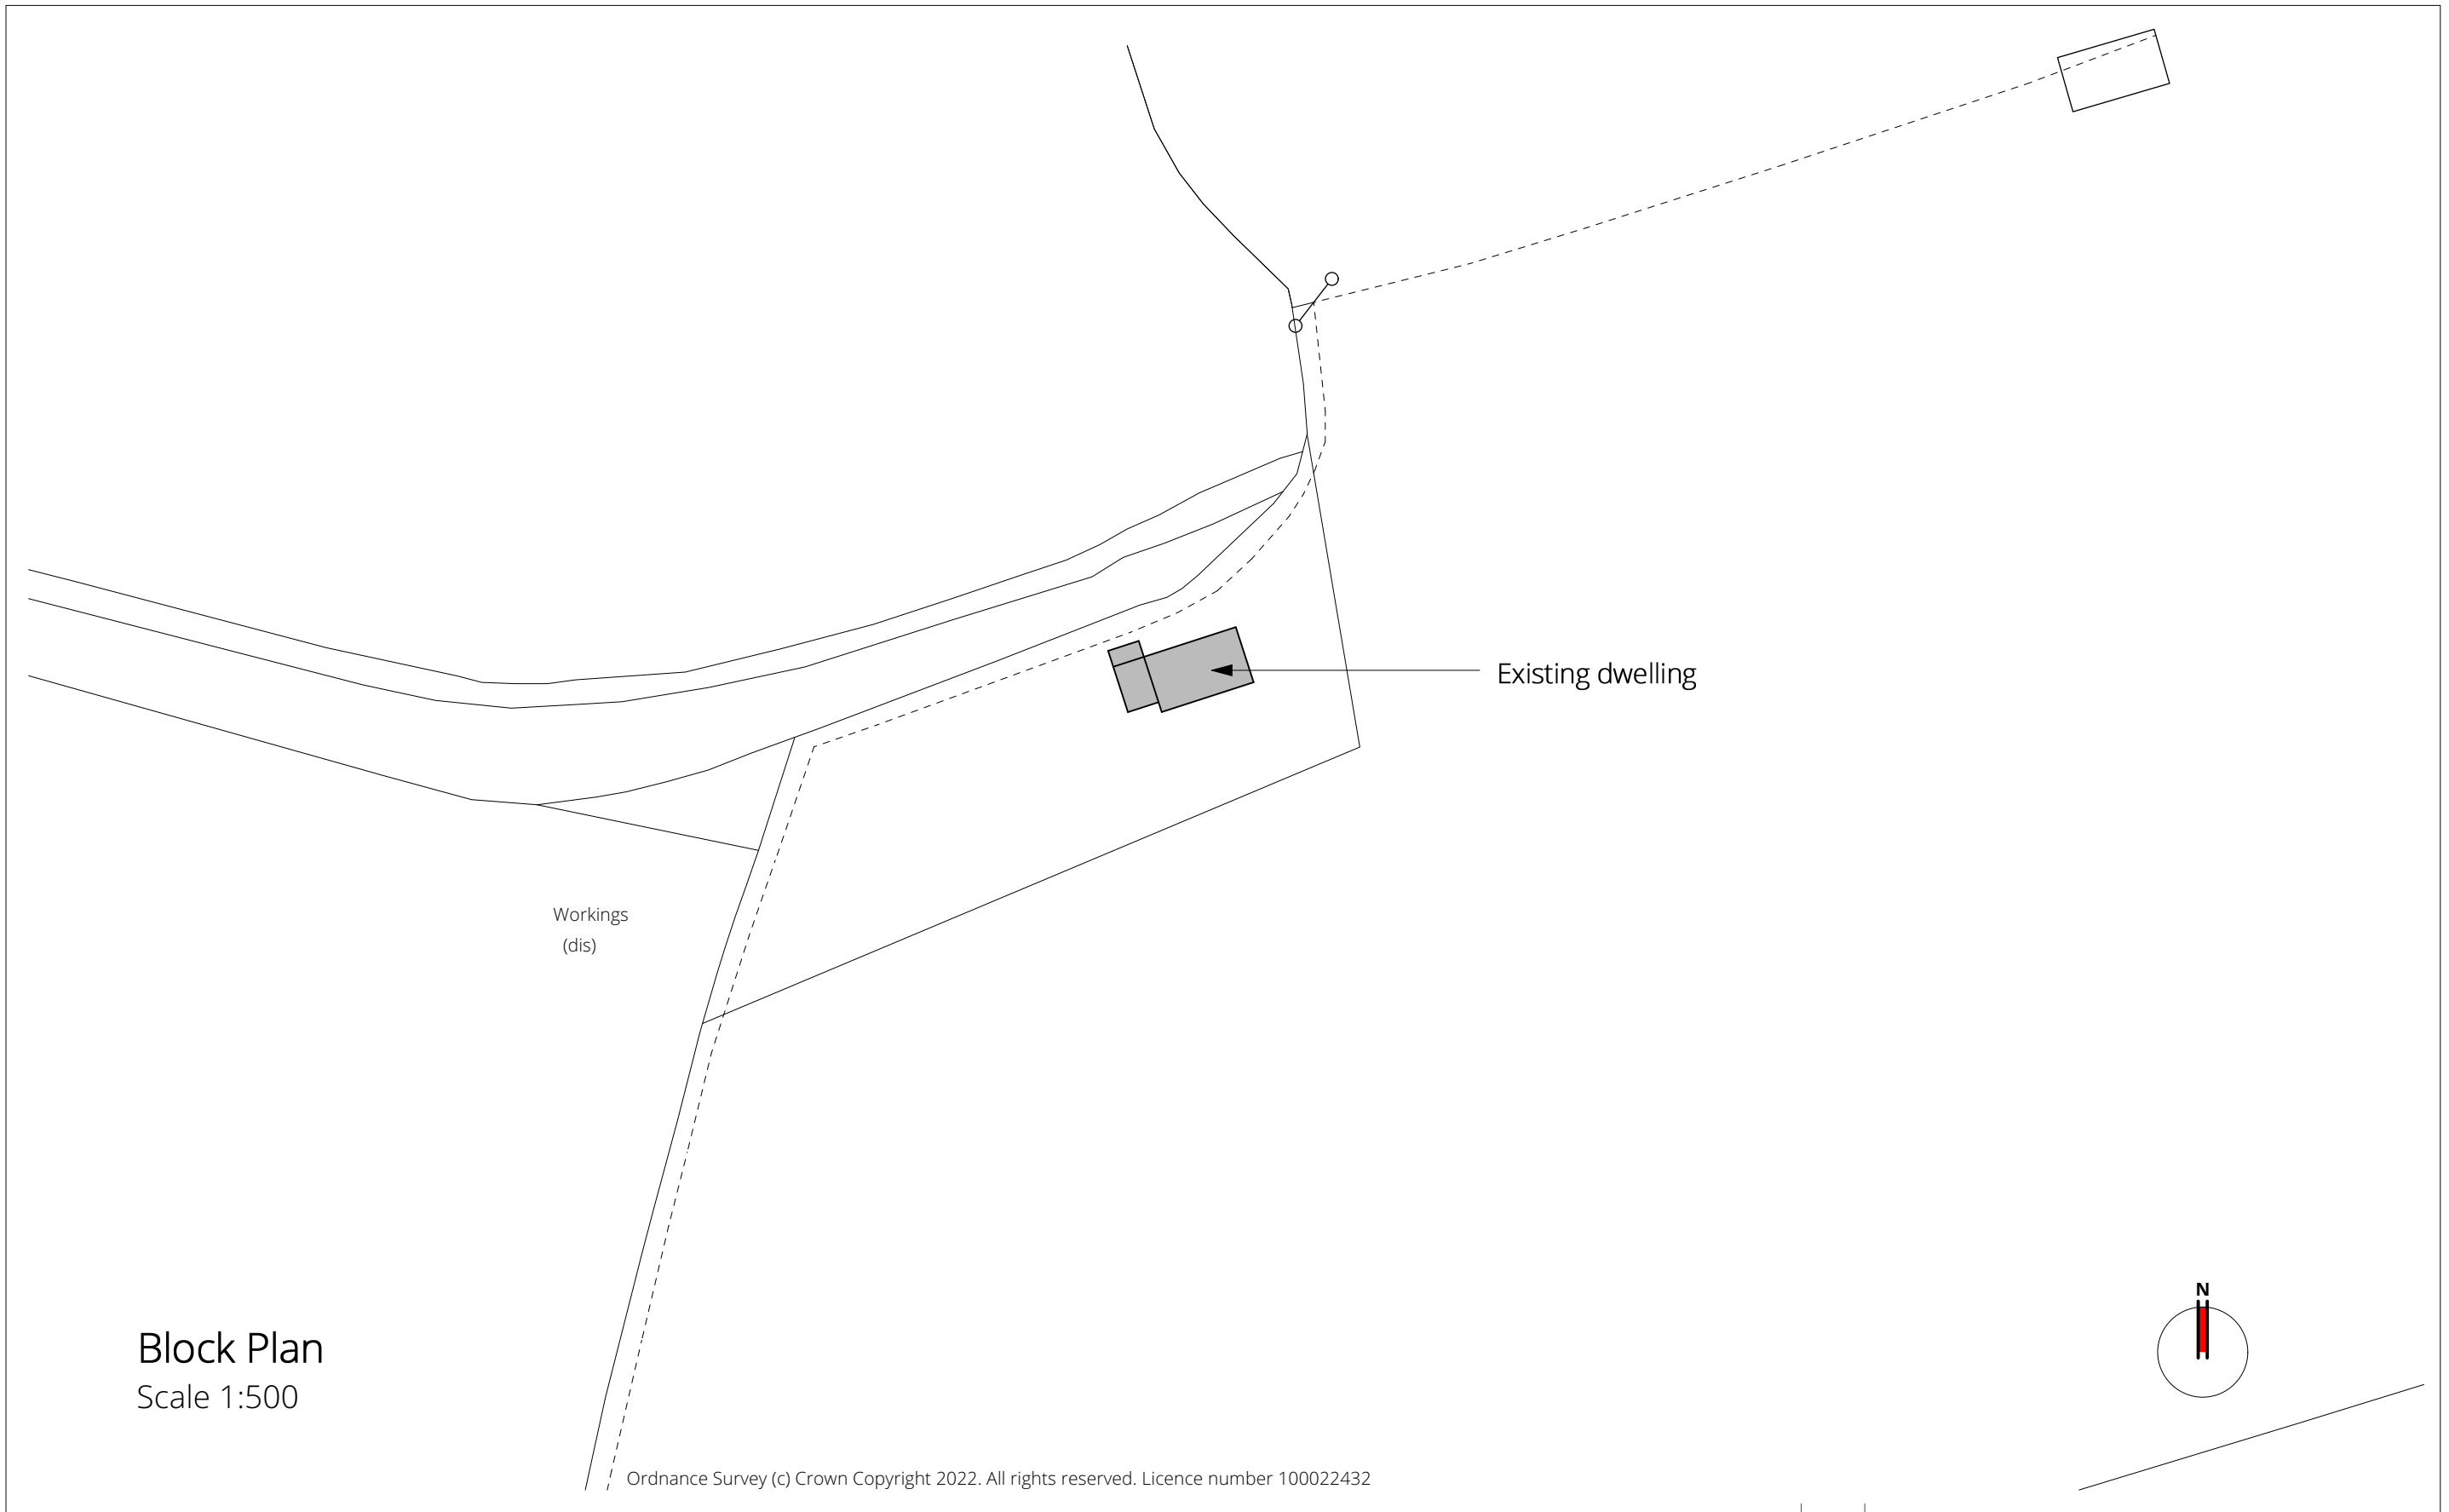 Existing dwelling
Workings
(dis)
N
Block Plan
Scale 1:500
Ordnance Survey (c) Crown Copyright 2022. All rights reserved. Licence number 100022432